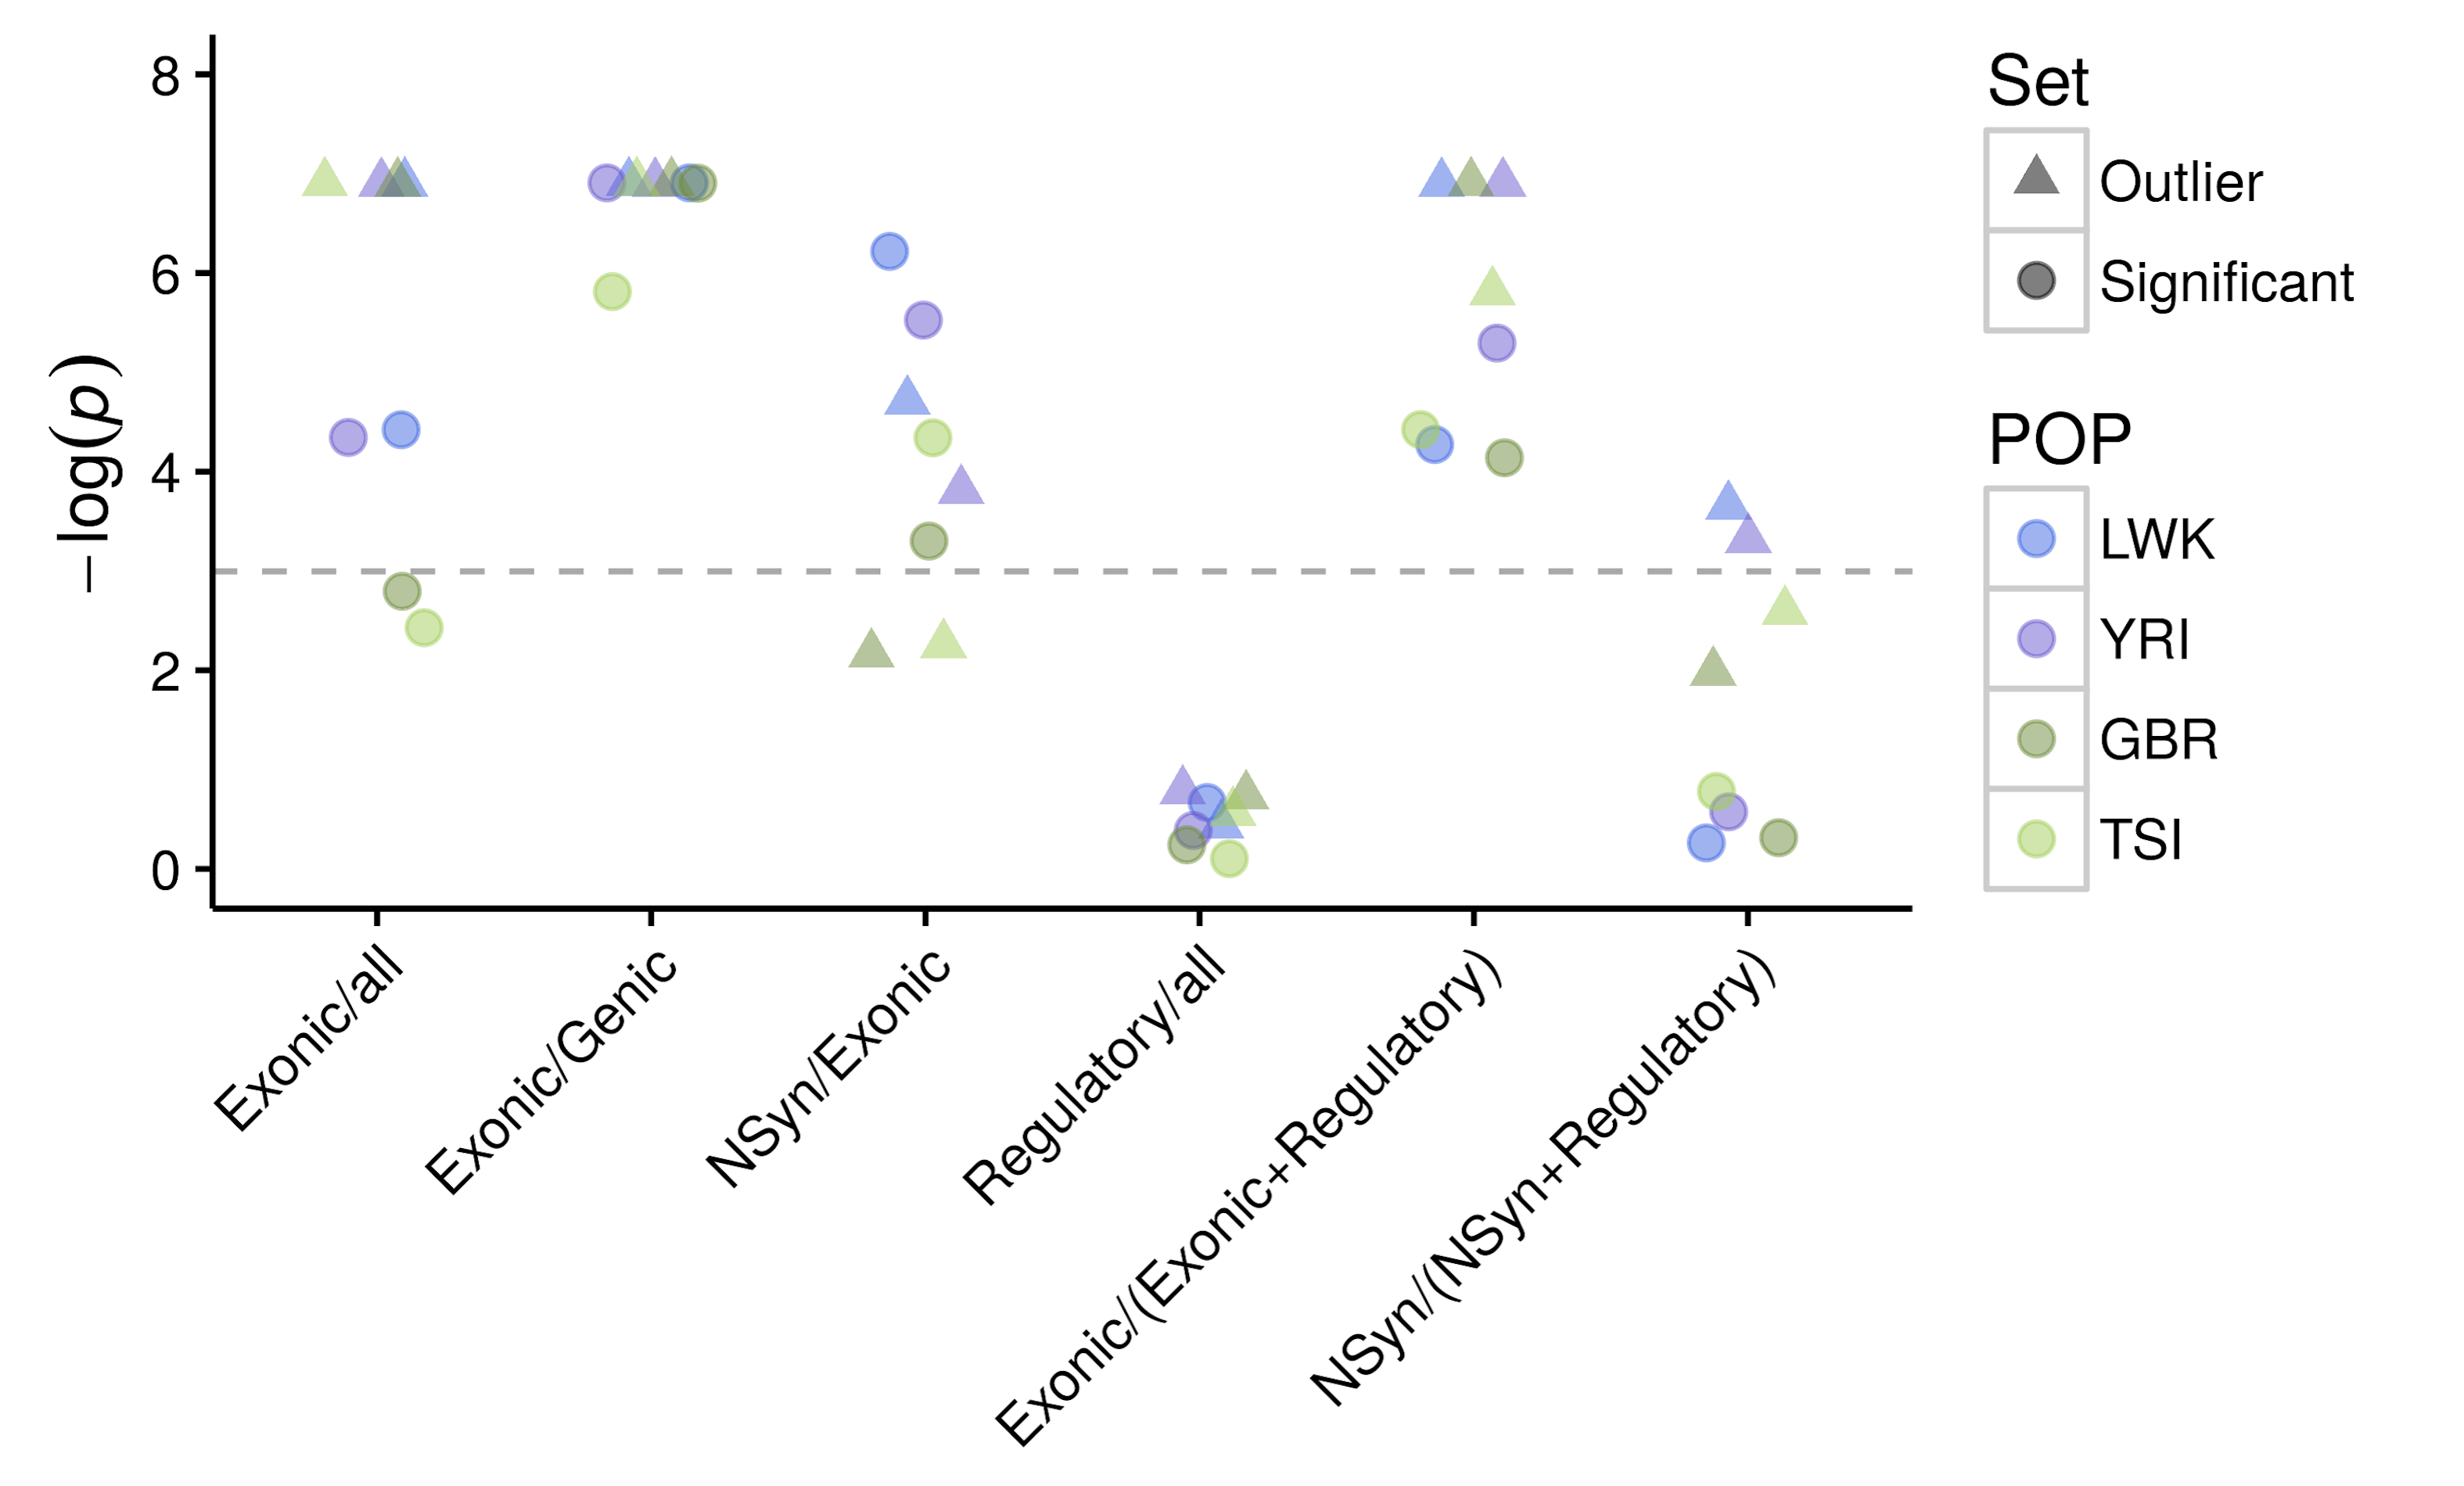 8
6
4
2
0
−log(p)
Exonic/all
Exonic/Genic
NSyn/Exonic
Regulatory/all
Exonic/(Exonic+Regulatory)
NSyn/(NSyn+Regulatory)
Set
Outlier
Significant
POP
LWK
YRI
GBR
TSI